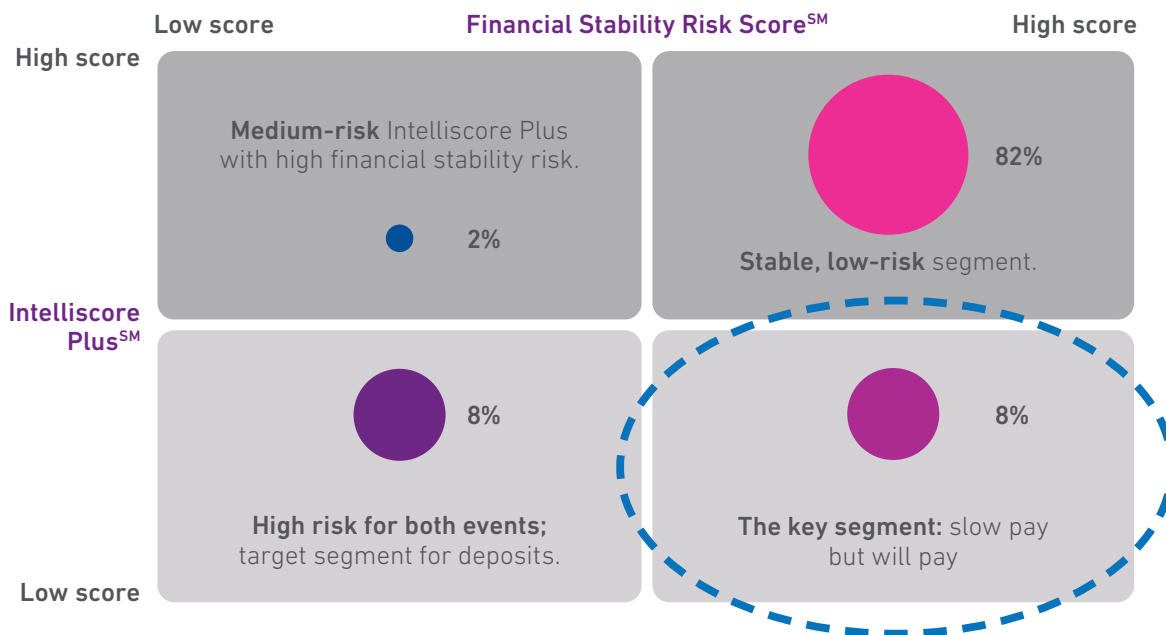 Low score
Financial Stability Risk Score℠
High score
High score
Medium-risk Intelliscore Plus
with high financial stability risk.
2%
82%
Stable, low-risk segment.
Intelliscore
Plus℠
8%
High risk for both events;
target segment for deposits.
8%
The key segment: slow pay
but will pay
Low score